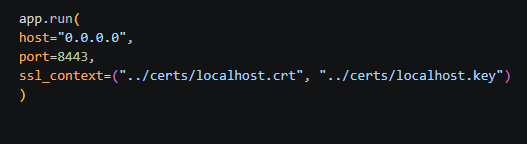 app.run(
host="0.0.0.0",
port=8443,
ssl_context=("../certs/localhost.crt", "../certs/localhost.key")
)